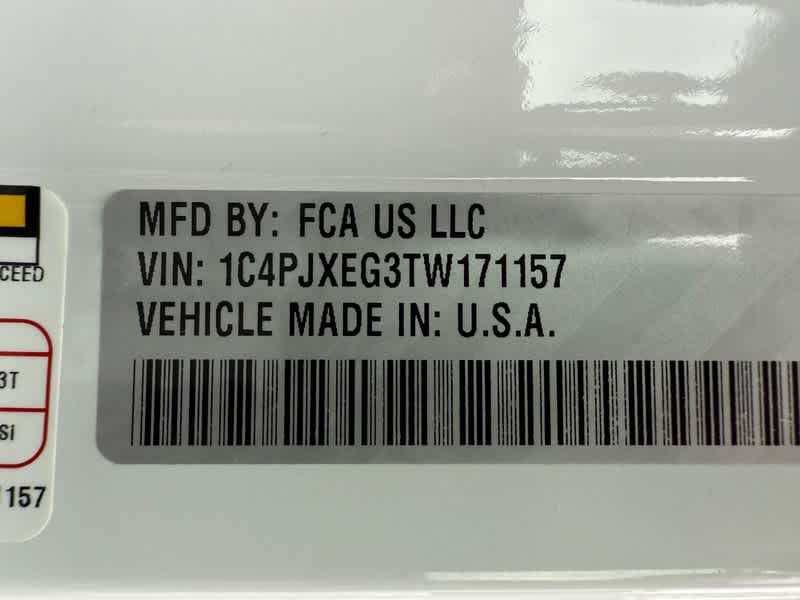 MFD BY: FCA US LLC
VIN: 1C4PJXEG3TW171157
VEHICLE MADE IN: U.S.A.
CEED
3T
Si
157